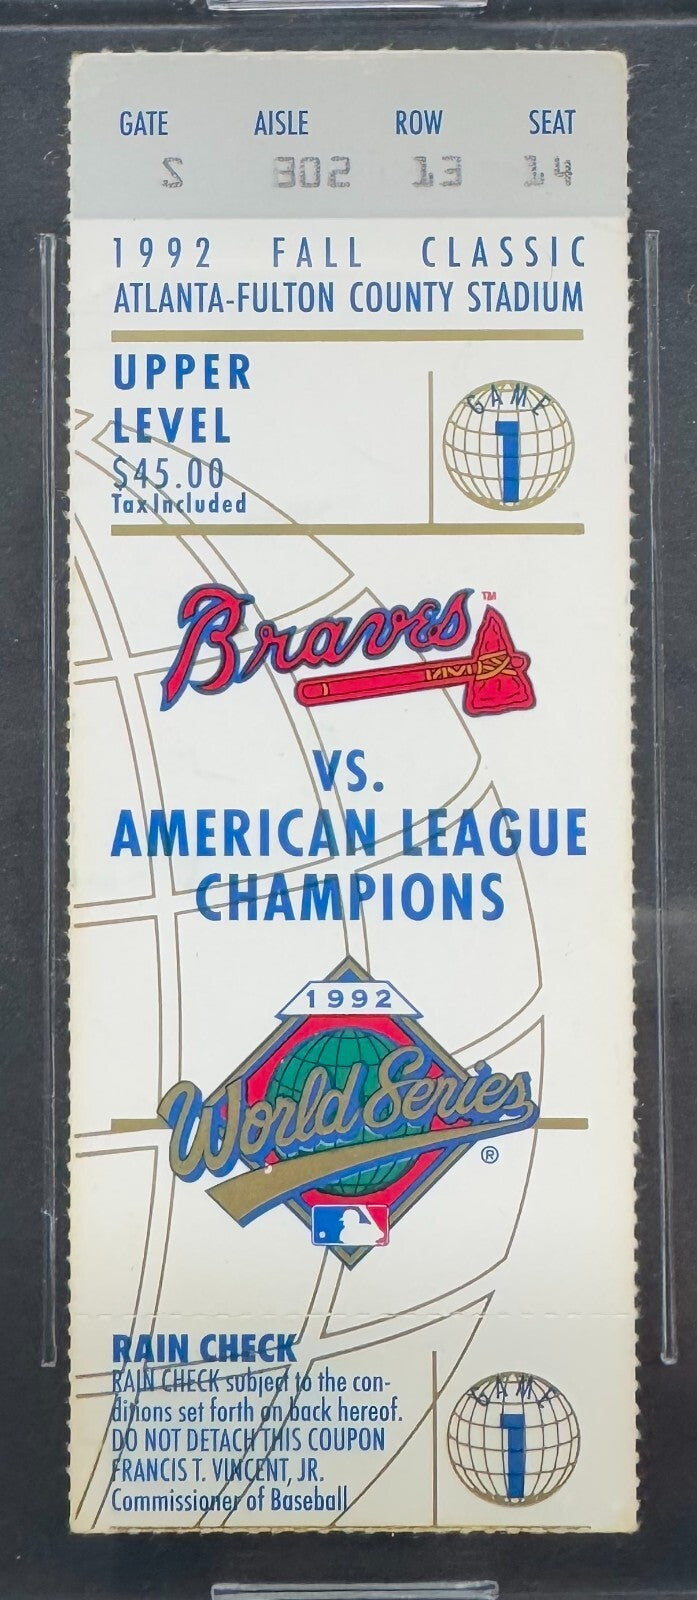 GATE AISLE ROW SEAT
S 302 13 14
1992 FALL CLASSIC
ATLANTA-FULTON COUNTY STADIUM
UPPER
LEVEL
$45.00
Tax Included
GAME
1
Braves™
VS.
AMERICAN LEAGUE
CHAMPIONS
1992
World Series
®
RAIN CHECK
RAIN CHECK subject to the con-
ditions set forth on back hereof.
DO NOT DETACH THIS COUPON
FRANCIS T. VINCENT, JR.
Commissioner of Baseball
GAME
1